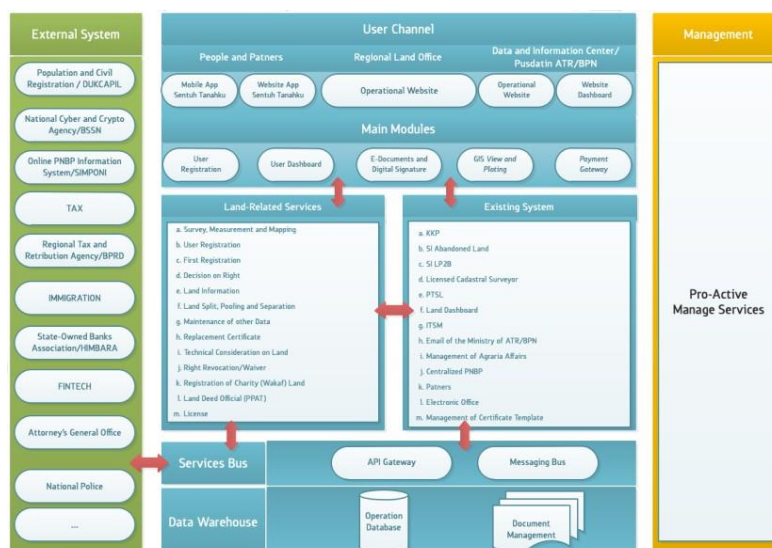 External System
Population and Civil
Registration / DUKCAPIL
National Cyber and Crypto
Agency/BSSN
Online PNBP Information
System/SIMPONI
TAX
Regional Tax and
Retribution Agency/BPRD
IMMIGRATION
State-Owned Banks
Association/HIMBARA
FINTECH
Attorney's General Office
National Police
...
User Channel
People and Patners
Regional Land Office
Data and Information Center/
Pusdatin ATR/BPN
Mobile App
Sentuh Tanahku
Website App
Sentuh Tanahku
Operational Website
Operational
Website
Website
Dashboard
Main Modules
User
Registration
User Dashboard
E-Documents and
Digital Signature
GIS View and
Ploting
Payment
Gateway
Land-Related Services
a. Survey, Measurement and Mapping
b. User Registration
c. First Registration
d. Decision on Right
e. Land Information
f. Land Split, Pooling and Separation
g. Maintenance of other Data
h. Replacement Certificate
i. Technical Consideration on Land
j. Right Revocation/Waiver
k. Registration of Charity (Wakaf) Land
l. Land Deed Official (PPAT)
m. License
Existing System
a. KKP
b. SI Abandoned Land
c. SI LP2B
d. Licensed Cadastral Surveyor
e. PTSL
f. Land Dashboard
g. ITSM
h. Email of the Ministry of ATR/BPN
i. Management of Agraria Affairs
j. Centralized PNBP
k. Patners
l. Electronic Office
m. Management of Certificate Template
Services Bus
API Gateway
Messaging Bus
Data Warehouse
Operation
Database
Document
Management
Management
Pro-Active
Manage Services